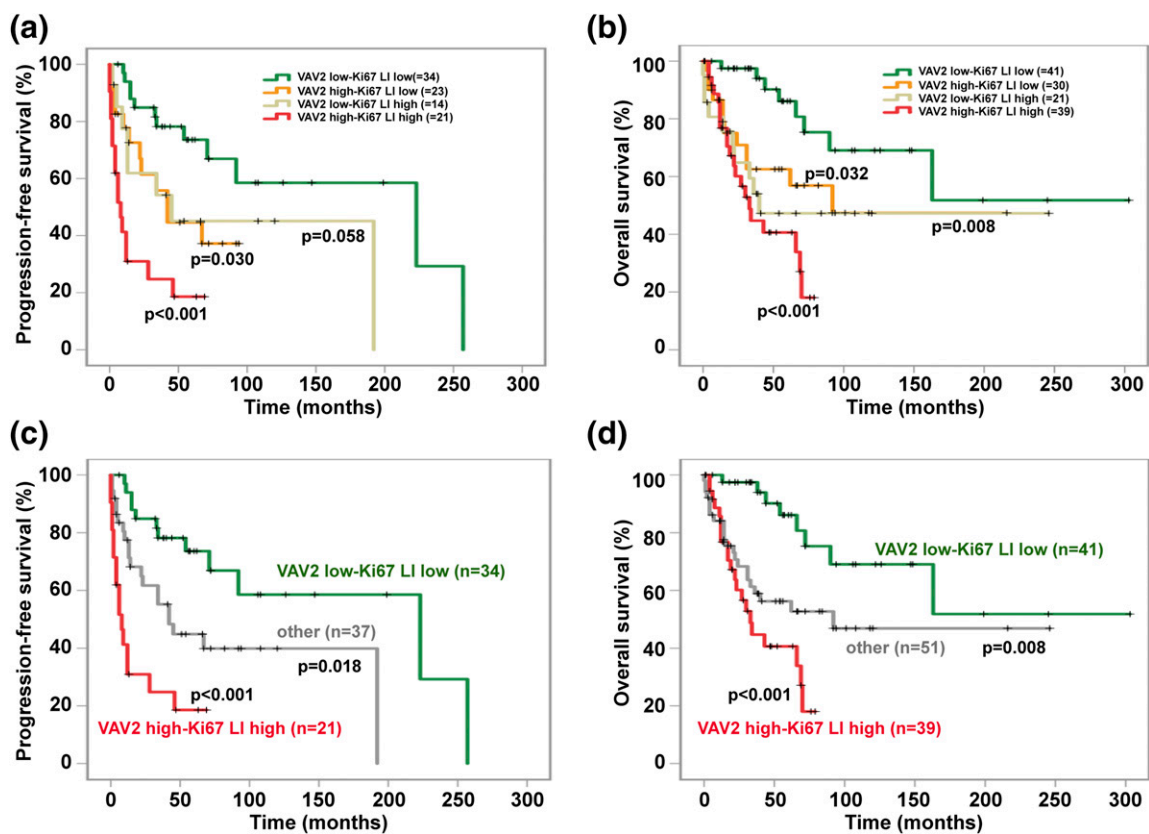 (a)
Progression-free survival (%)
100
80
60
40
20
0
VAV2 low-Ki67 LI low(=34)
VAV2 high-Ki67 LI low (=23)
VAV2 low-Ki67 LI high (=14)
VAV2 high-Ki67 LI high (=21)
p=0.058
p=0.030
p<0.001
0 50 100 150 200 250 300
Time (months)
(b)
Overall survival (%)
100
80
60
40
20
0
VAV2 low-Ki67 LI low (=41)
VAV2 high-Ki67 LI low (=30)
VAV2 low-Ki67 LI high (=21)
VAV2 high-Ki67 LI high (=39)
p=0.032
p=0.008
p<0.001
0 50 100 150 200 250 300
Time (months)
(c)
Progression-free survival (%)
100
80
60
40
20
0
VAV2 low-Ki67 LI low (n=34)
other (n=37)
p=0.018
p<0.001
VAV2 high-Ki67 LI high (n=21)
0 50 100 150 200 250 300
Time (months)
(d)
Overall survival (%)
100
80
60
40
20
0
VAV2 low-Ki67 LI low (n=41)
other (n=51)
p=0.008
p<0.001
VAV2 high-Ki67 LI high (n=39)
0 50 100 150 200 250 300
Time (months)